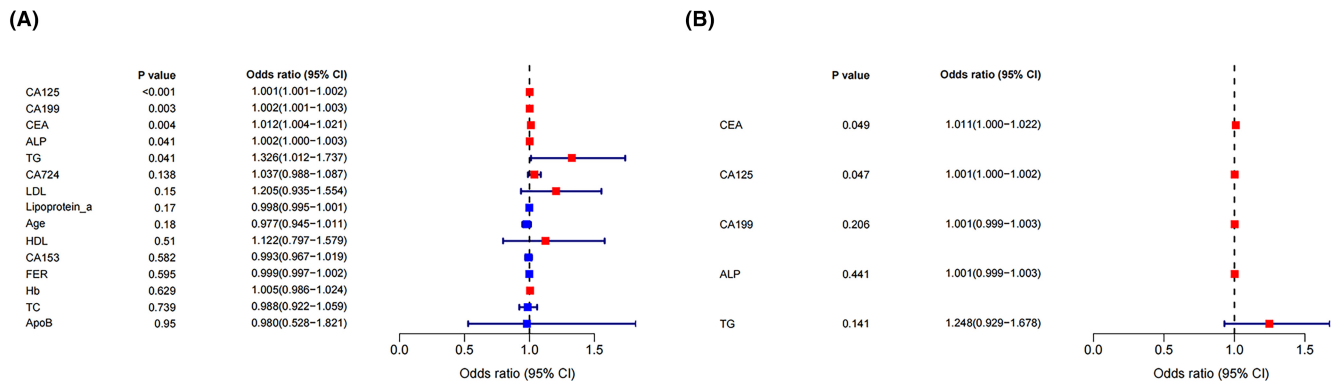 (A)
P value Odds ratio (95% CI)
CA125 <0.001 1.001(1.001−1.002)
CA199 0.003 1.002(1.001−1.003)
CEA 0.004 1.012(1.004−1.021)
ALP 0.041 1.002(1.000−1.003)
TG 0.041 1.326(1.012−1.737)
CA724 0.138 1.037(0.988−1.087)
LDL 0.15 1.205(0.935−1.554)
Lipoprotein_a 0.17 0.998(0.995−1.001)
Age 0.18 0.977(0.945−1.011)
HDL 0.51 1.122(0.797−1.579)
CA153 0.582 0.993(0.967−1.019)
FER 0.595 0.999(0.997−1.002)
Hb 0.629 1.005(0.986−1.024)
TC 0.739 0.988(0.922−1.059)
ApoB 0.95 0.980(0.528−1.821)
0.0 0.5 1.0 1.5
Odds ratio (95% CI)
(B)
P value Odds ratio (95% CI)
CEA 0.049 1.011(1.000−1.022)
CA125 0.047 1.001(1.000−1.002)
CA199 0.206 1.001(0.999−1.003)
ALP 0.441 1.001(0.999−1.003)
TG 0.141 1.248(0.929−1.678)
0.0 0.5 1.0 1.5
Odds ratio (95% CI)